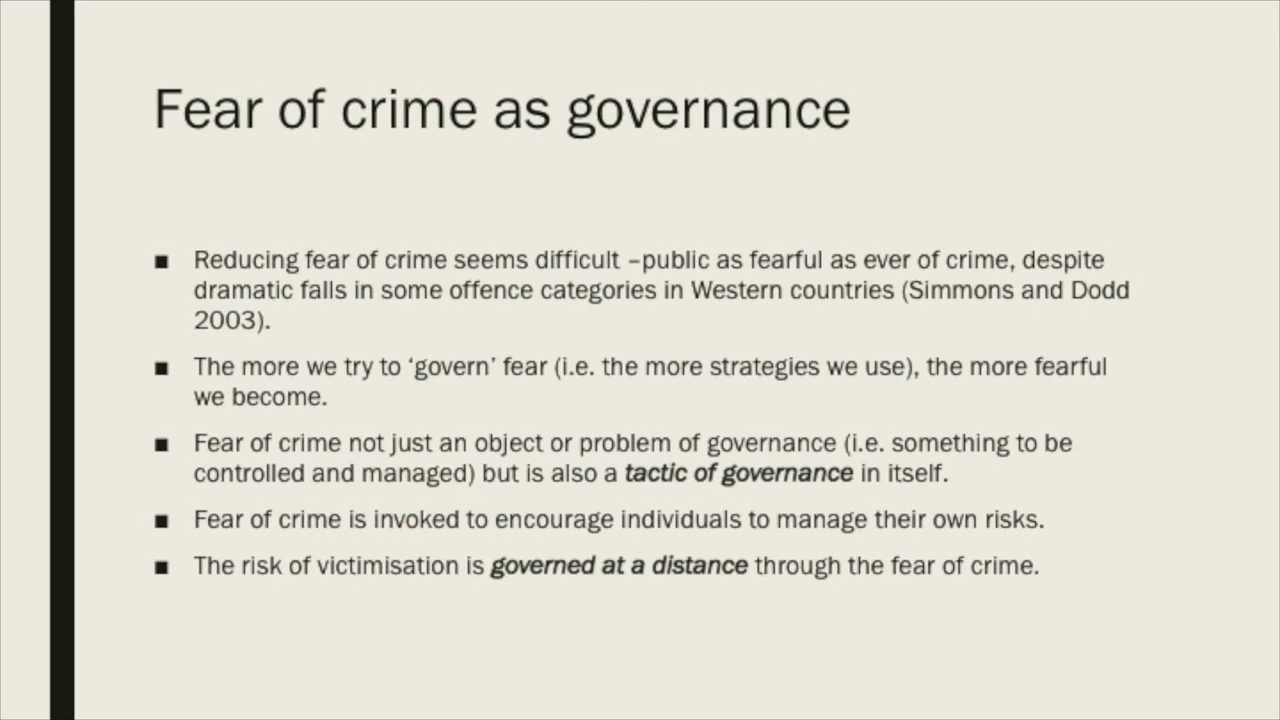 Fear of crime as governance
■ Reducing fear of crime seems difficult –public as fearful as ever of crime, despite
dramatic falls in some offence categories in Western countries (Simmons and Dodd
2003).
■ The more we try to ‘govern’ fear (i.e. the more strategies we use), the more fearful
we become.
■ Fear of crime not just an object or problem of governance (i.e. something to be
controlled and managed) but is also a tactic of governance in itself.
■ Fear of crime is invoked to encourage individuals to manage their own risks.
■ The risk of victimisation is governed at a distance through the fear of crime.